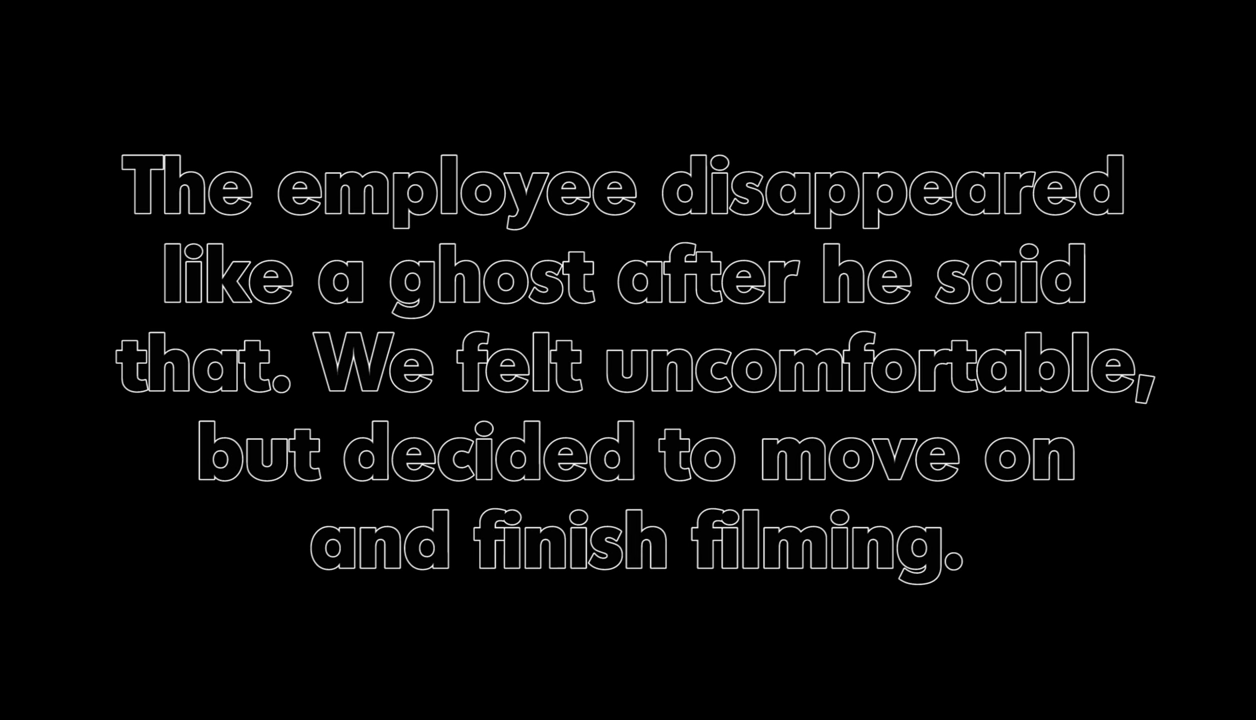 The employee disappeared
like a ghost after he said
that. We felt uncomfortable,
but decided to move on
and finish filming.